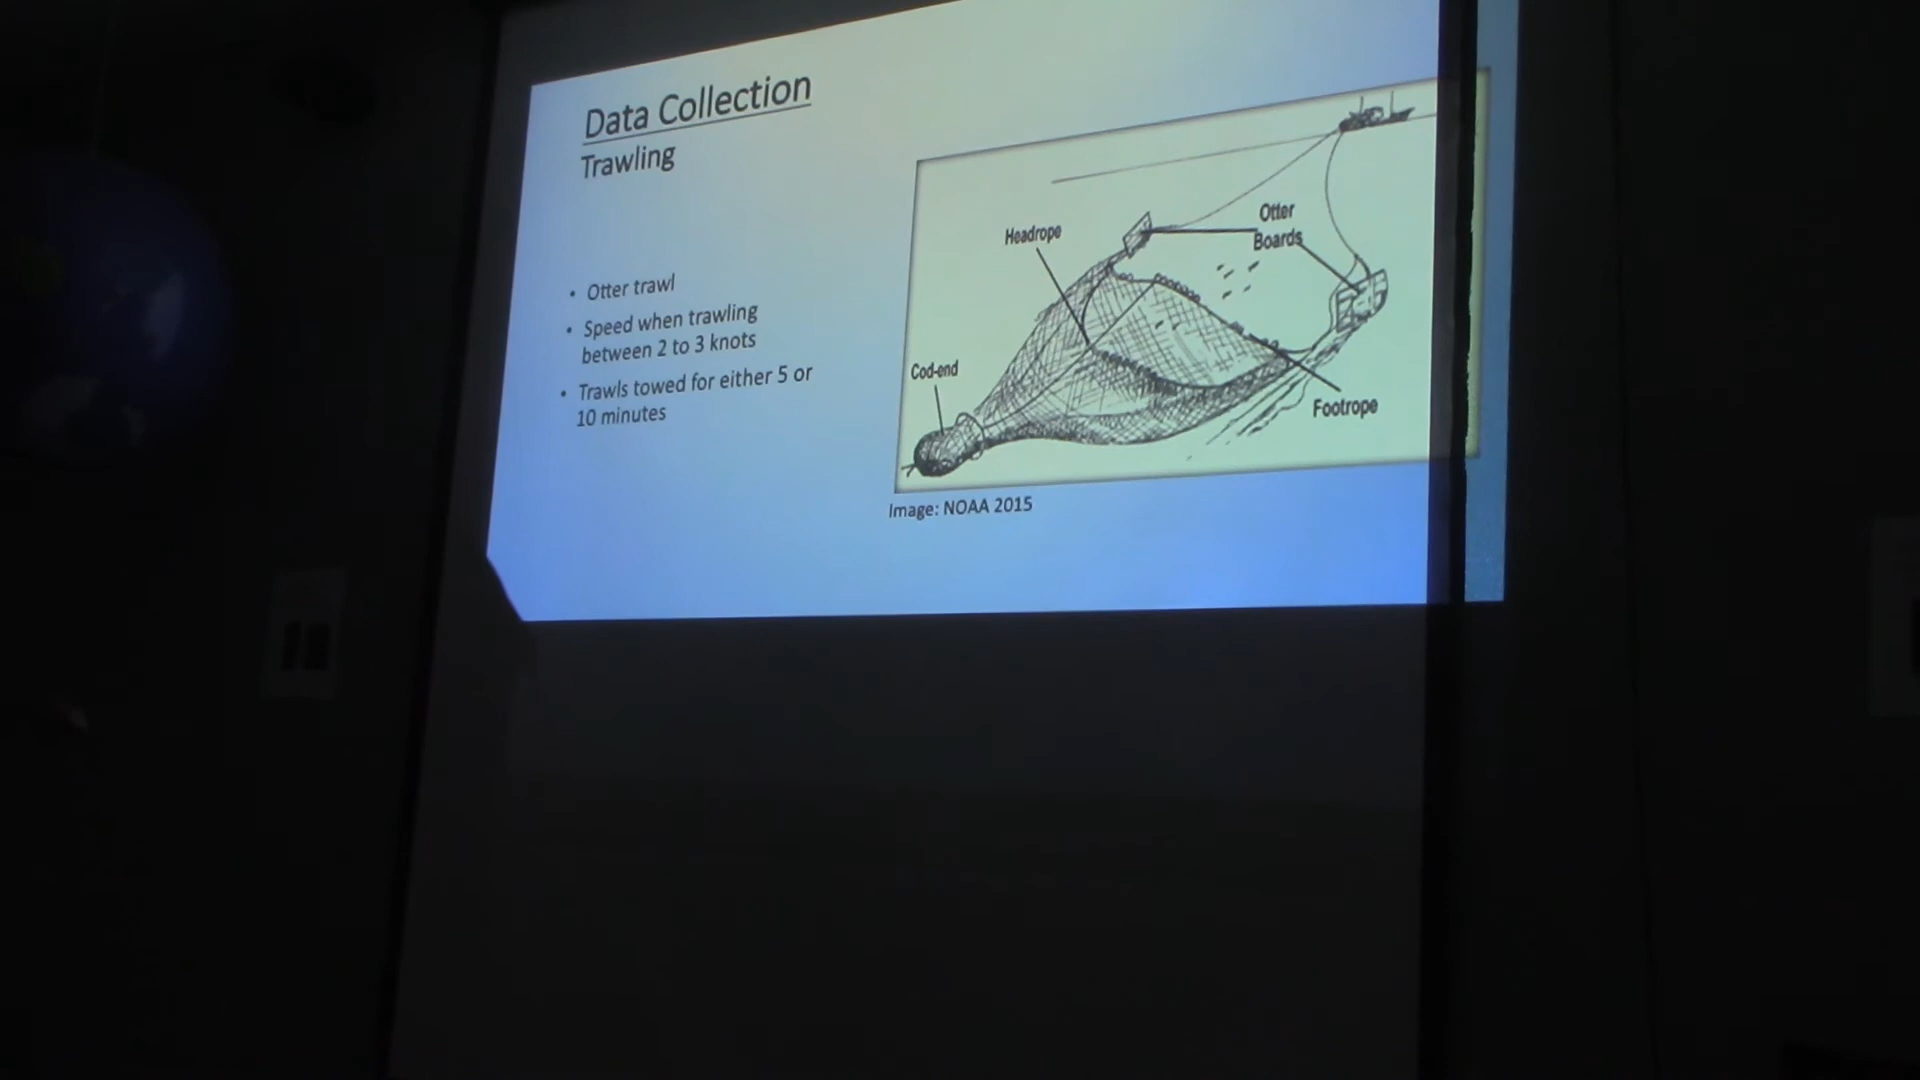 Data Collection
Trawling
• Otter trawl
• Speed when trawling
between 2 to 3 knots
• Trawls towed for either 5 or
10 minutes
Headrope
Otter
Boards
Cod-end
Footrope
Image: NOAA 2015